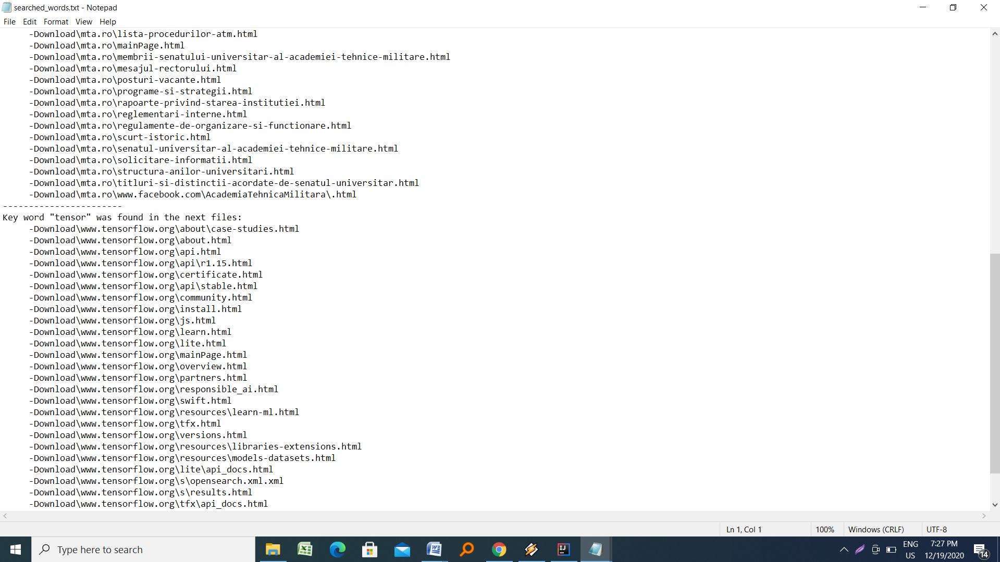 searched_words.txt - Notepad
File Edit Format View Help
-Download\mta.ro\lista-procedurilor-atm.html
-Download\mta.ro\mainPage.html
-Download\mta.ro\membrii-senatului-universitar-al-academiei-tehnice-militare.html
-Download\mta.ro\mesajul-rectorului.html
-Download\mta.ro\posturi-vacante.html
-Download\mta.ro\programe-si-strategii.html
-Download\mta.ro\rapoarte-privind-starea-institutiei.html
-Download\mta.ro\reglementari-interne.html
-Download\mta.ro\regulamente-de-organizare-si-functionare.html
-Download\mta.ro\scurt-istoric.html
-Download\mta.ro\senatul-universitar-al-academiei-tehnice-militare.html
-Download\mta.ro\solicitare-informatii.html
-Download\mta.ro\structura-anilor-universitari.html
-Download\mta.ro\titluri-si-distinctii-acordate-de-senatul-universitar.html
-Download\mta.ro\www.facebook.com\AcademiaTehnicaMilitara\.html
-----------------------
Key word "tensor" was found in the next files:
-Download\www.tensorflow.org\about\case-studies.html
-Download\www.tensorflow.org\about.html
-Download\www.tensorflow.org\api.html
-Download\www.tensorflow.org\api\r1.15.html
-Download\www.tensorflow.org\certificate.html
-Download\www.tensorflow.org\api\stable.html
-Download\www.tensorflow.org\community.html
-Download\www.tensorflow.org\install.html
-Download\www.tensorflow.org\js.html
-Download\www.tensorflow.org\learn.html
-Download\www.tensorflow.org\lite.html
-Download\www.tensorflow.org\mainPage.html
-Download\www.tensorflow.org\overview.html
-Download\www.tensorflow.org\partners.html
-Download\www.tensorflow.org\responsible_ai.html
-Download\www.tensorflow.org\swift.html
-Download\www.tensorflow.org\resources\learn-ml.html
-Download\www.tensorflow.org\tfx.html
-Download\www.tensorflow.org\versions.html
-Download\www.tensorflow.org\resources\libraries-extensions.html
-Download\www.tensorflow.org\resources\models-datasets.html
-Download\www.tensorflow.org\lite\api_docs.html
-Download\www.tensorflow.org\s\opensearch.xml.xml
-Download\www.tensorflow.org\s\results.html
-Download\www.tensorflow.org\tfx\api_docs.html
Ln 1, Col 1 100% Windows (CRLF) UTF-8
Type here to search
ENG
US
7:27 PM
12/19/2020
14